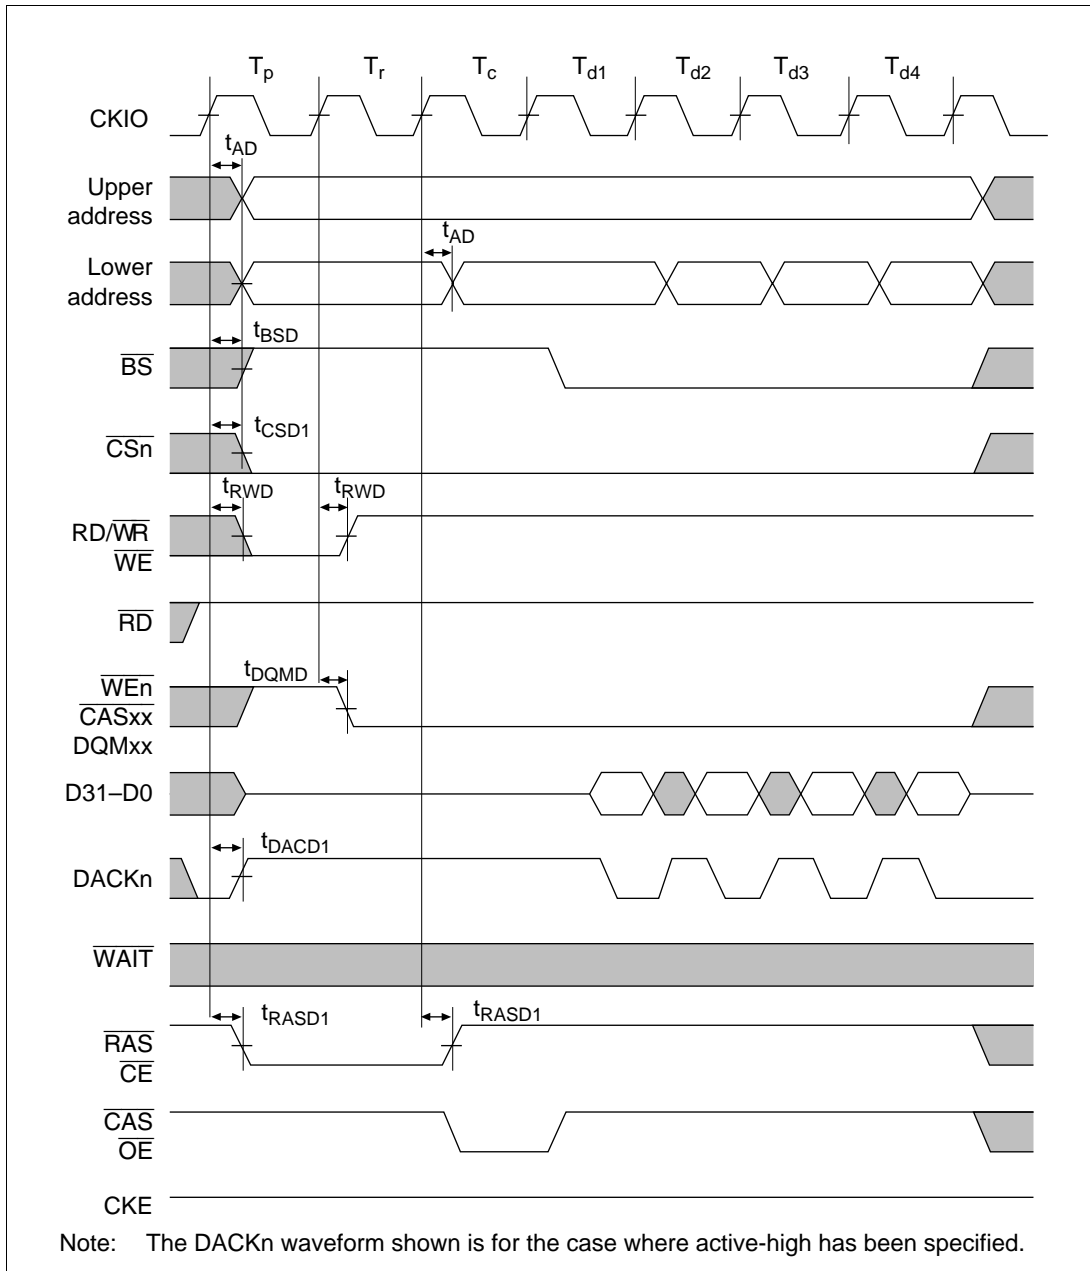 Tp Tr Tc Td1 Td2 Td3 Td4
CKIO
tAD
Upper
address
tAD
Lower
address
tBSD
BS
tCSD1
CSn
tRWD tRWD
RD/WR
WE
RD
tDQMD
WEn
CASxx
DQMxx
D31–D0
tDACD1
DACKn
WAIT
tRASD1 tRASD1
RAS
CE
CAS
OE
CKE
Note: The DACKn waveform shown is for the case where active-high has been specified.